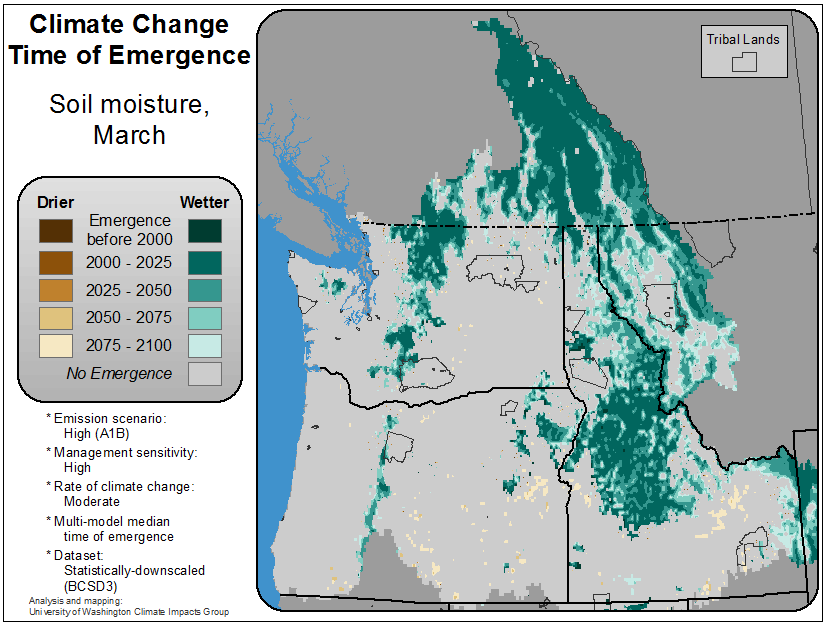 Climate Change
Time of Emergence
Soil moisture,
March
Tribal Lands
Drier Wetter
Emergence
before 2000
2000 - 2025
2025 - 2050
2050 - 2075
2075 - 2100
No Emergence
* Emission scenario:
High (A1B)
* Management sensitivity:
High
* Rate of climate change:
Moderate
* Multi-model median
time of emergence
* Dataset:
Statistically-downscaled
(BCSD3)
Analysis and mapping:
University of Washington Climate Impacts Group